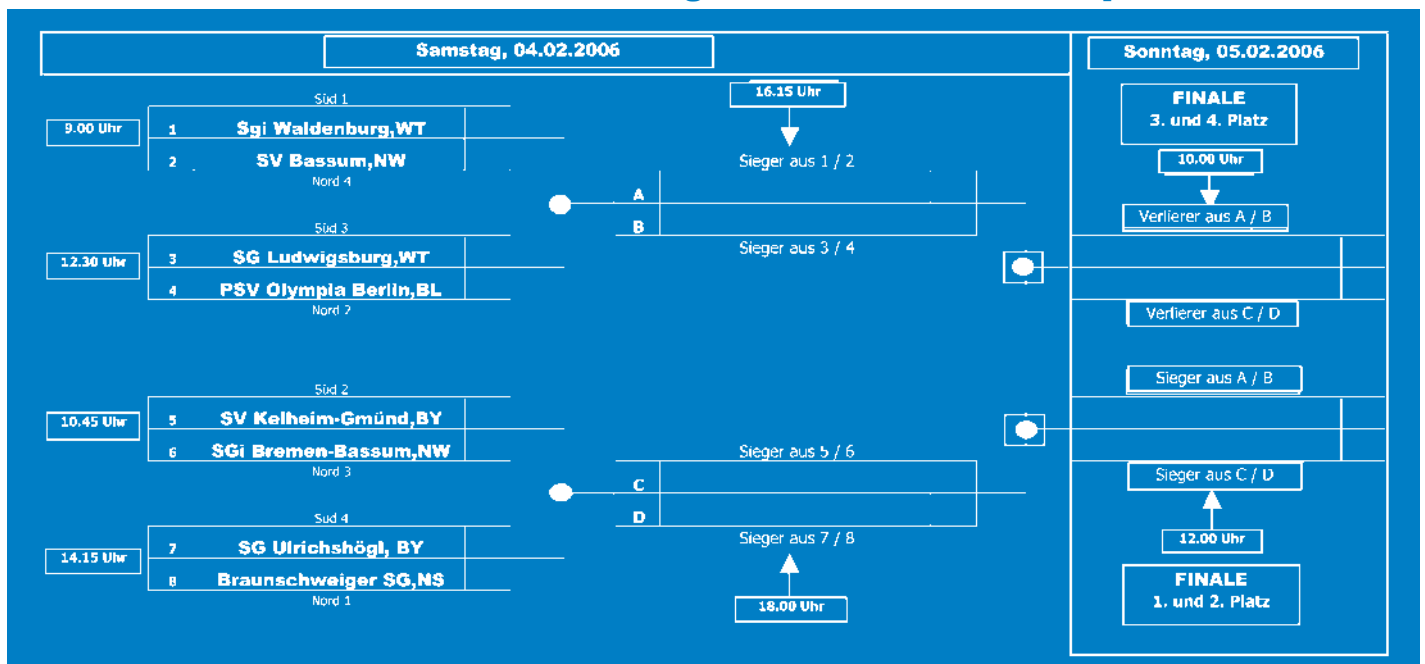 Samstag, 04.02.2006
Sonntag, 05.02.2006
Süd 1
9.00 Uhr
1 Sgi Waldenburg,WT
2 SV Bassum,NW
Nord 4
Süd 3
12.30 Uhr
3 SG Ludwigsburg,WT
4 PSV Olympia Berlin,BL
Nord 2
Süd 2
10.45 Uhr
5 SV Kelheim-Gmünd,BY
6 SGi Bremen-Bassum,NW
Nord 3
Süd 4
14.15 Uhr
7 SG Ulrichshögl, BY
8 Braunschweiger SG,NS
Nord 1
16.15 Uhr
Sieger aus 1 / 2
A
B
Sieger aus 3 / 4
Sieger aus 5 / 6
C
D
Sieger aus 7 / 8
18.00 Uhr
FINALE
3. und 4. Platz
10.00 Uhr
Verlierer aus A / B
Verlierer aus C / D
Sieger aus A / B
Sieger aus C / D
12.00 Uhr
FINALE
1. und 2. Platz